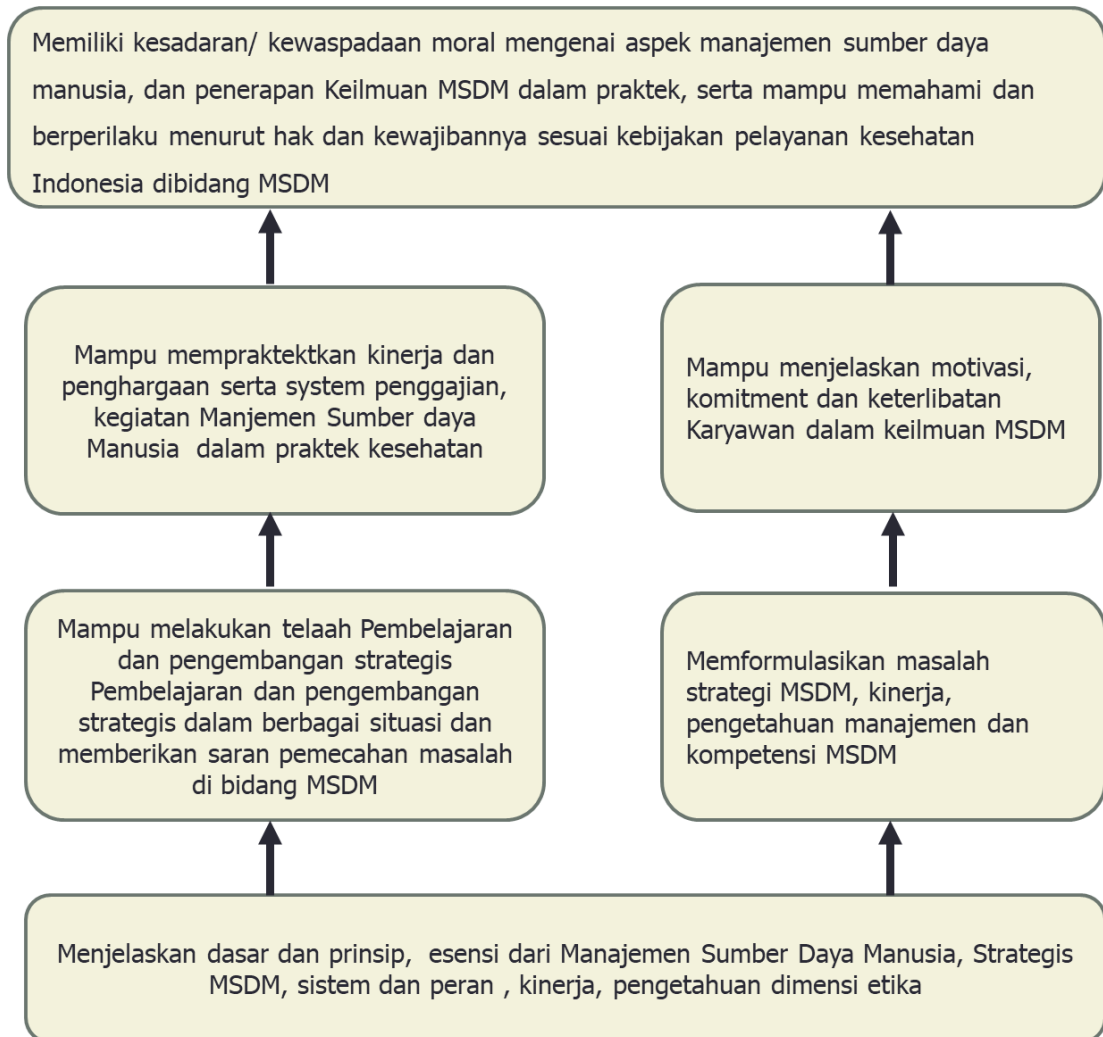 Memiliki kesadaran/ kewaspadaan moral mengenai aspek manajemen sumber daya
manusia, dan penerapan Keilmuan MSDM dalam praktek, serta mampu memahami dan
berperilaku menurut hak dan kewajibannya sesuai kebijakan pelayanan kesehatan
Indonesia dibidang MSDM
Mampu mempraktektkan kinerja dan
penghargaan serta system penggajian,
kegiatan Manjemen Sumber daya
Manusia dalam praktek kesehatan
Mampu menjelaskan motivasi,
komitment dan keterlibatan
Karyawan dalam keilmuan MSDM
Mampu melakukan telaah Pembelajaran
dan pengembangan strategis
Pembelajaran dan pengembangan
strategis dalam berbagai situasi dan
memberikan saran pemecahan masalah
di bidang MSDM
Memformulasikan masalah
strategi MSDM, kinerja,
pengetahuan manajemen dan
kompetensi MSDM
Menjelaskan dasar dan prinsip, esensi dari Manajemen Sumber Daya Manusia, Strategis
MSDM, sistem dan peran , kinerja, pengetahuan dimensi etika